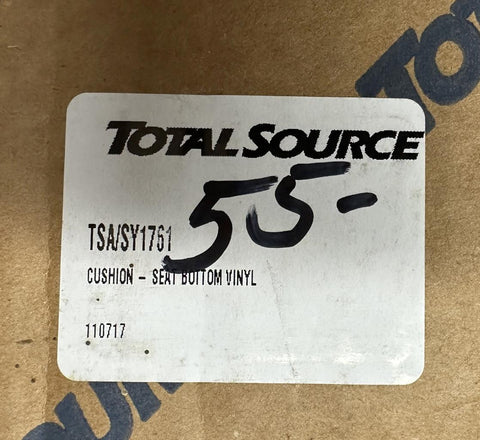 TOTAL SOURCE
55-
TSA/SY1761
CUSHION - SEAT BOTTOM VINYL
110717